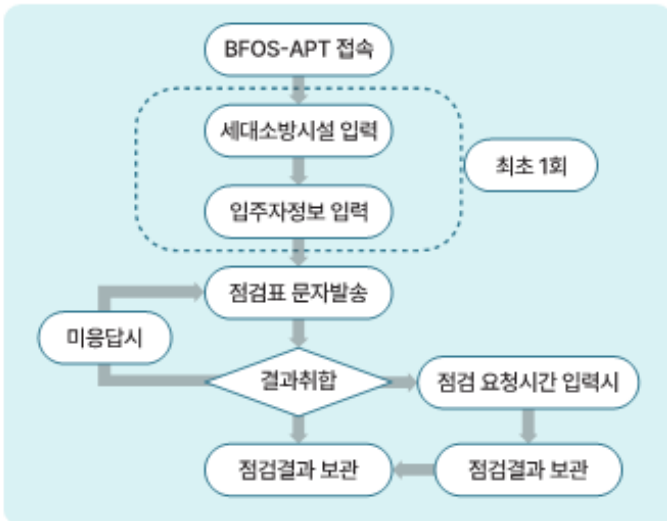 BFOS-APT 접속
세대소방시설 입력
최초 1회
입주자정보 입력
점검표 문자발송
미응답시
결과취합
점검 요청시간 입력시
점검결과 보관
점검결과 보관